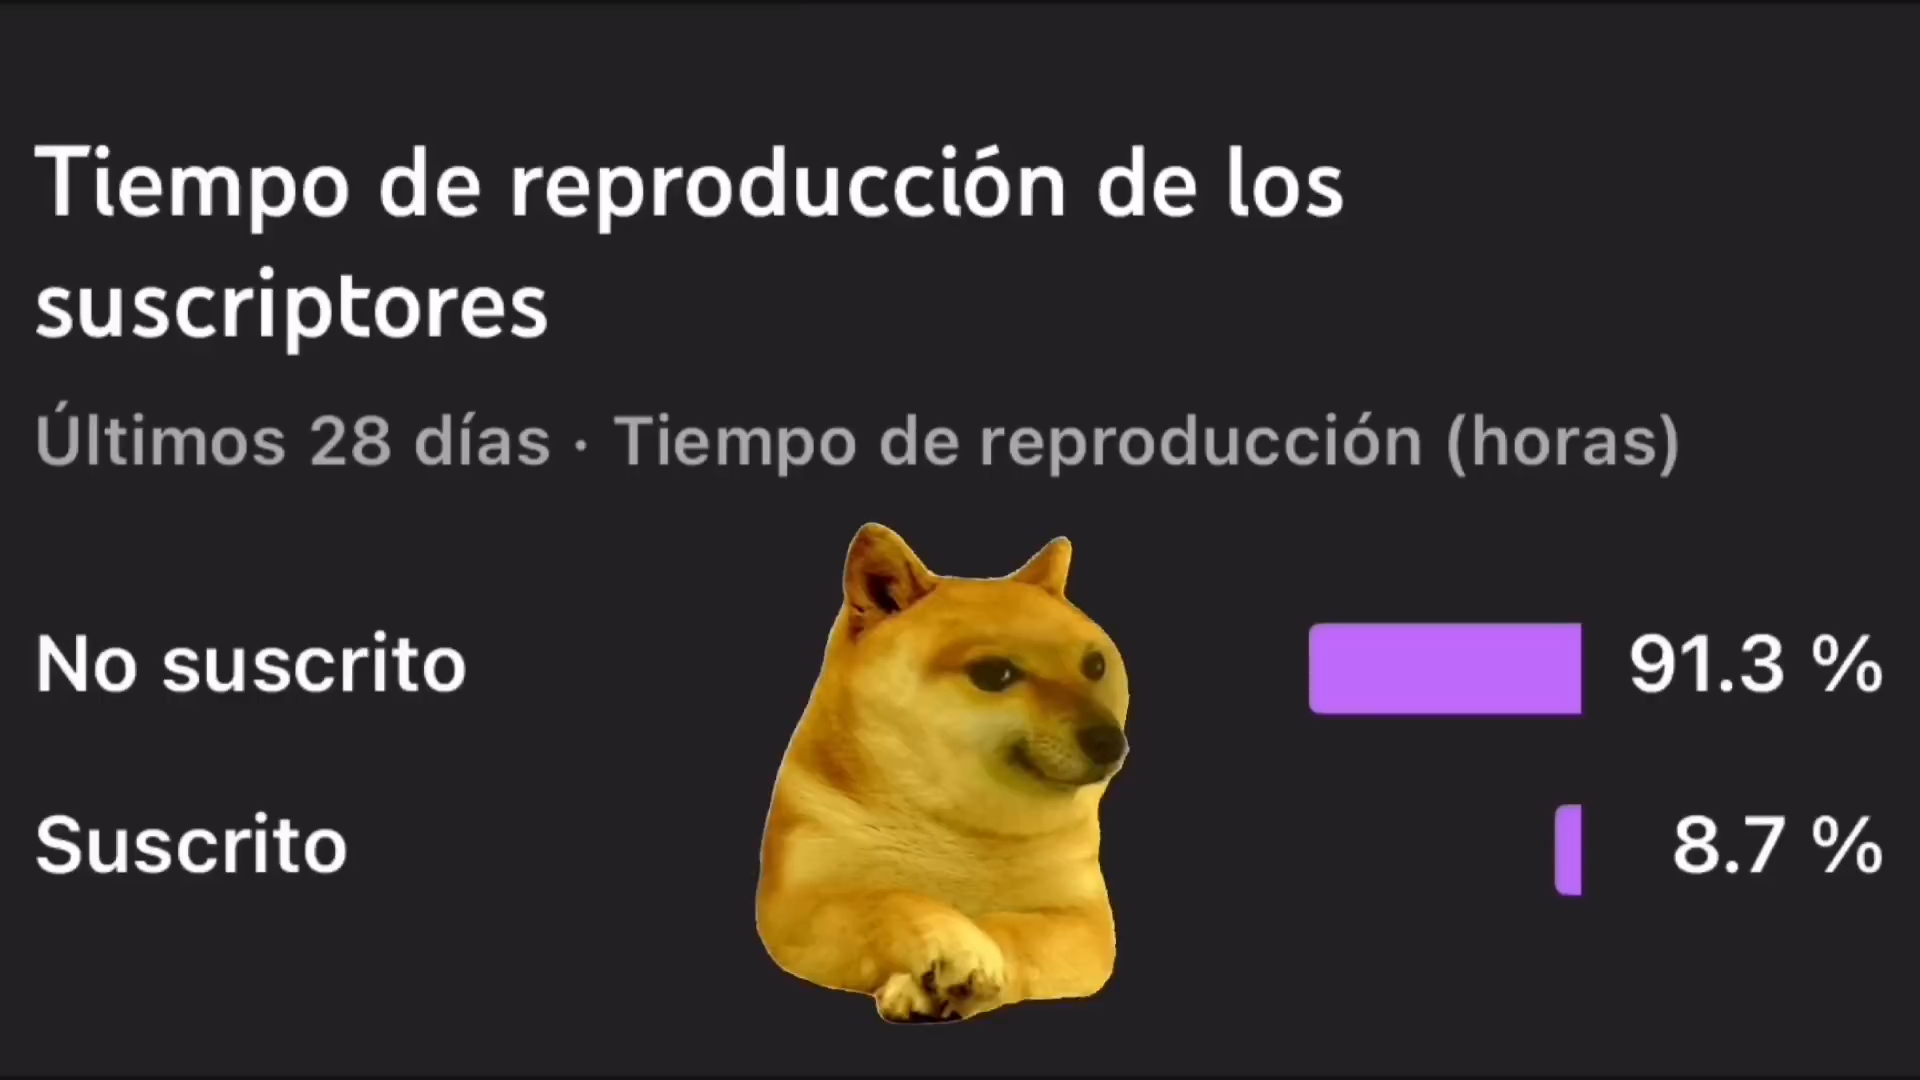 Tiempo de reproducción de los
suscriptores
Últimos 28 días · Tiempo de reproducción (horas)
No suscrito 91.3 %
Suscrito 8.7 %